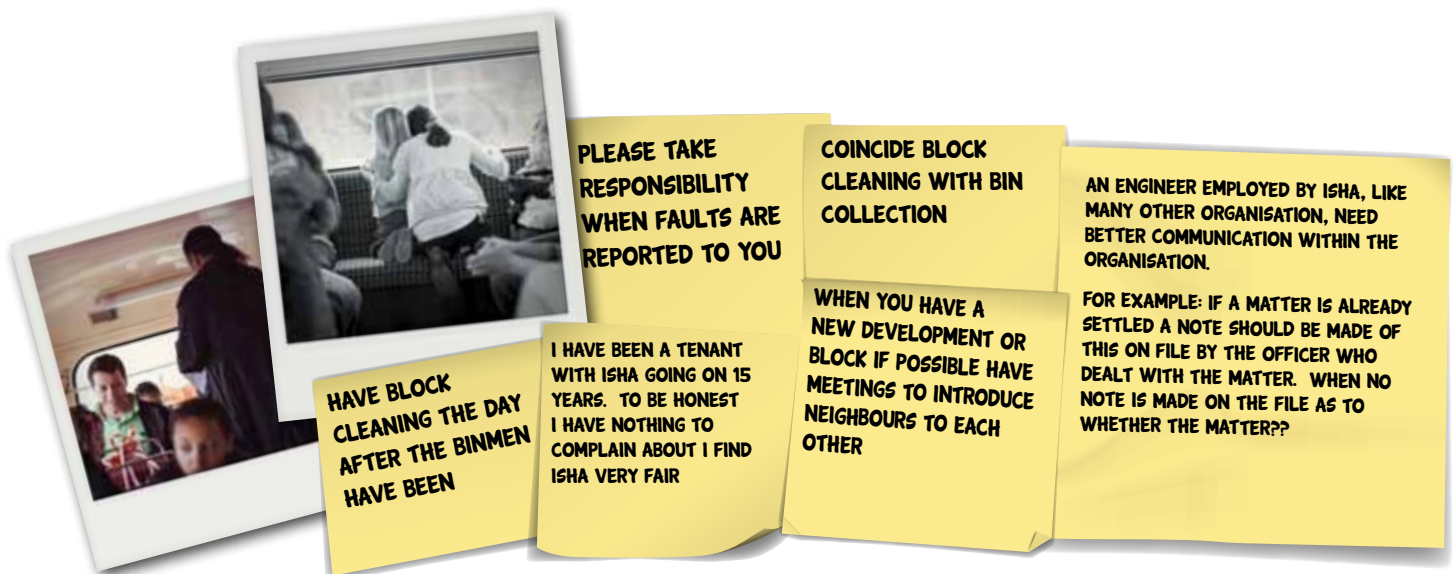 PLEASE TAKE
RESPONSIBILITY
WHEN FAULTS ARE
REPORTED TO YOU
COINCIDE BLOCK
CLEANING WITH BIN
COLLECTION
AN ENGINEER EMPLOYED BY ISHA, LIKE
MANY OTHER ORGANISATION, NEED
BETTER COMMUNICATION WITHIN THE
ORGANISATION.
FOR EXAMPLE: IF A MATTER IS ALREADY
SETTLED A NOTE SHOULD BE MADE OF
THIS ON FILE BY THE OFFICER WHO
DEALT WITH THE MATTER. WHEN NO
NOTE IS MADE ON THE FILE AS TO
WHETHER THE MATTER??
HAVE BLOCK
CLEANING THE DAY
AFTER THE BINMEN
HAVE BEEN
I HAVE BEEN A TENANT
WITH ISHA GOING ON 15
YEARS. TO BE HONEST
I HAVE NOTHING TO
COMPLAIN ABOUT I FIND
ISHA VERY FAIR
WHEN YOU HAVE A
NEW DEVELOPMENT OR
BLOCK IF POSSIBLE HAVE
MEETINGS TO INTRODUCE
NEIGHBOURS TO EACH
OTHER